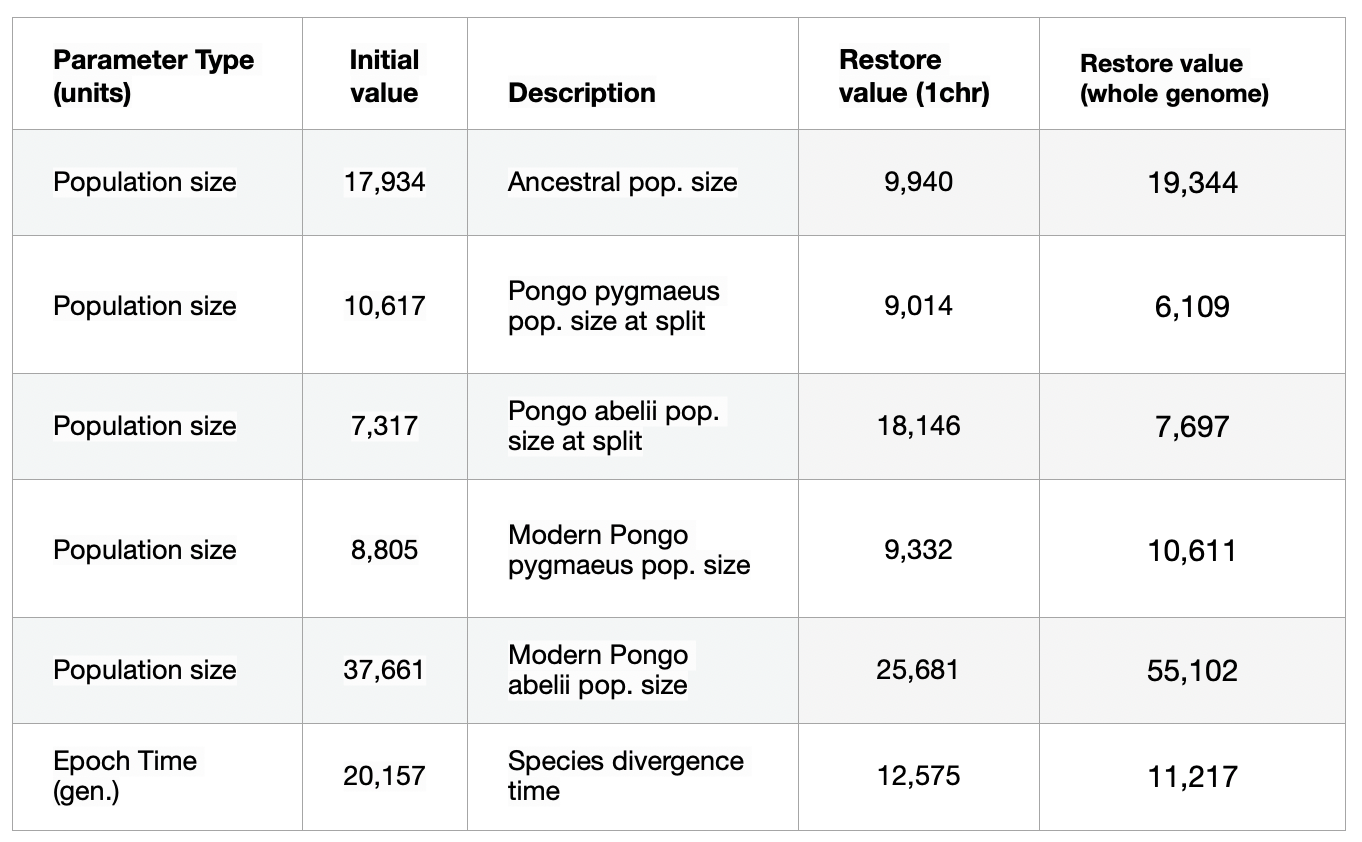 Parameter Type (units)
Initial value
Description
Restore value (1chr)
Restore value (whole genome)
Population size
17,934
Ancestral pop. size
9,940
19,344
Population size
10,617
Pongo pygmaeus
pop. size at split
9,014
6,109
Population size
7,317
Pongo abelii pop.
size at split
18,146
7,697
Population size
8,805
Modern Pongo
pygmaeus pop. size
9,332
10,611
Population size
37,661
Modern Pongo
abelii pop. size
25,681
55,102
Epoch Time
(gen.)
20,157
Species divergence
time
12,575
11,217